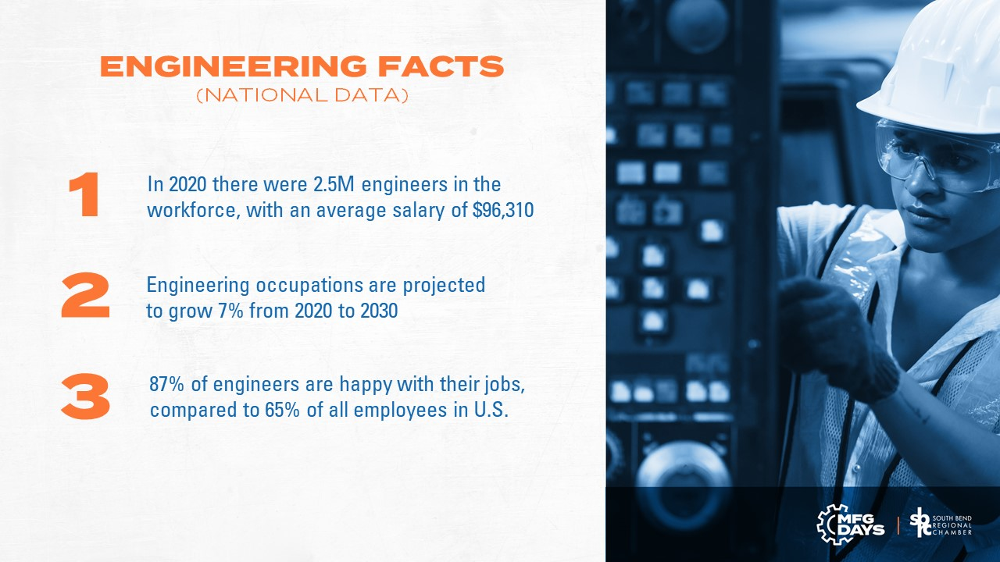 ENGINEERING FACTS
(NATIONAL DATA)
1
In 2020 there were 2.5M engineers in the
workforce, with an average salary of $96,310
2
Engineering occupations are projected
to grow 7% from 2020 to 2030
3
87% of engineers are happy with their jobs,
compared to 65% of all employees in U.S.
MFG
DAYS
sbrc
SOUTH BEND
REGIONAL
CHAMBER